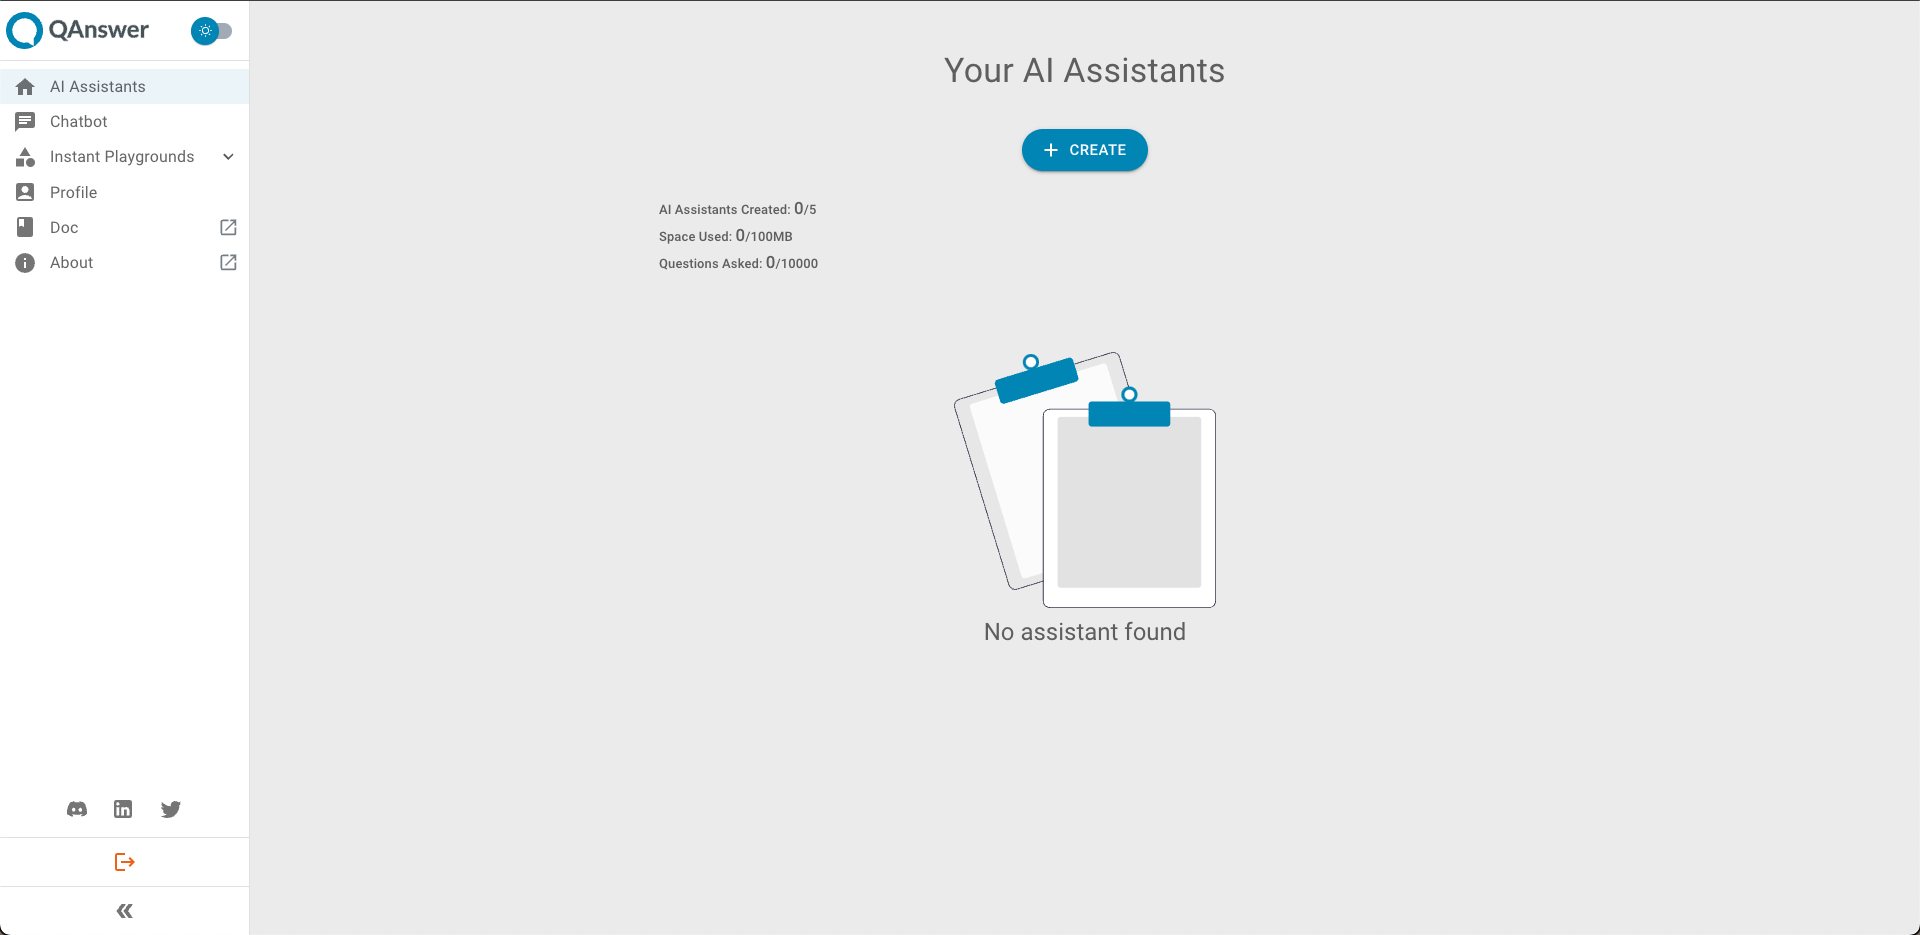 QAnswer
AI Assistants
Chatbot
Instant Playgrounds
Profile
Doc
About
Your AI Assistants
CREATE
AI Assistants Created: 0/5
Space Used: 0/100MB
Questions Asked: 0/10000
No assistant found